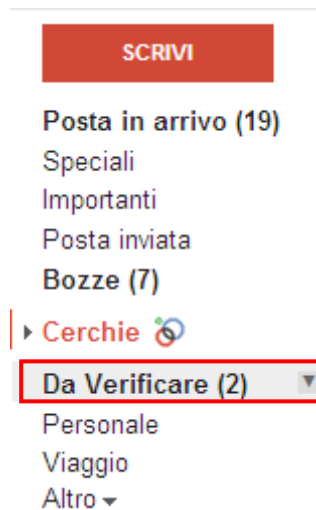 SCRIVI
Posta in arrivo (19)
Speciali
Importanti
Posta inviata
Bozze (7)
Cerchie
Da Verificare (2)
Personale
Viaggio
Altro